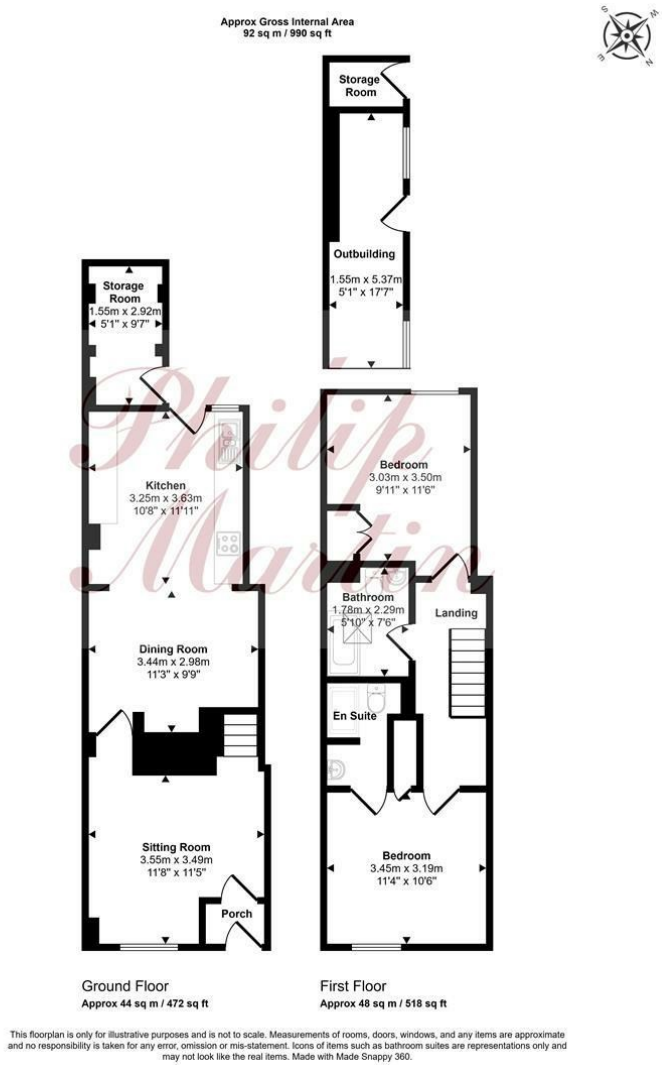 Approx Gross Internal Area
92 sq m / 990 sq ft
S
W
E
N
Storage
Room
Outbuilding
1.55m x 5.37m
5'1" x 17'7"
Storage
Room
1.55m x 2.92m
5'1" x 9'7"
Philip
Martin
Kitchen
3.25m x 3.63m
10'8" x 11'11"
Bedroom
3.03m x 3.50m
9'11" x 11'6"
Bathroom
1.78m x 2.29m
5'10" x 7'6"
Landing
Dining Room
3.44m x 2.98m
11'3" x 9'9"
En Suite
Sitting Room
3.55m x 3.49m
11'8" x 11'5"
Bedroom
3.45m x 3.19m
11'4" x 10'6"
Porch
Ground Floor
Approx 44 sq m / 472 sq ft
First Floor
Approx 48 sq m / 518 sq ft
This floorplan is only for illustrative purposes and is not to scale. Measurements of rooms, doors, windows, and any items are approximate
and no responsibility is taken for any error, omission or mis-statement. Icons of items such as bathroom suites are representations only and
may not look like the real items. Made with Made Snappy 360.